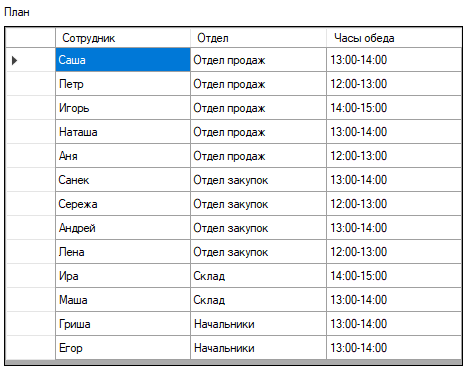 План
Сотрудник Отдел Часы обеда
Саша Отдел продаж 13:00-14:00
Петр Отдел продаж 12:00-13:00
Игорь Отдел продаж 14:00-15:00
Наташа Отдел продаж 13:00-14:00
Аня Отдел продаж 12:00-13:00
Санек Отдел закупок 13:00-14:00
Сережа Отдел закупок 12:00-13:00
Андрей Отдел закупок 13:00-14:00
Лена Отдел закупок 12:00-13:00
Ира Склад 14:00-15:00
Маша Склад 13:00-14:00
Гриша Начальники 13:00-14:00
Егор Начальники 13:00-14:00